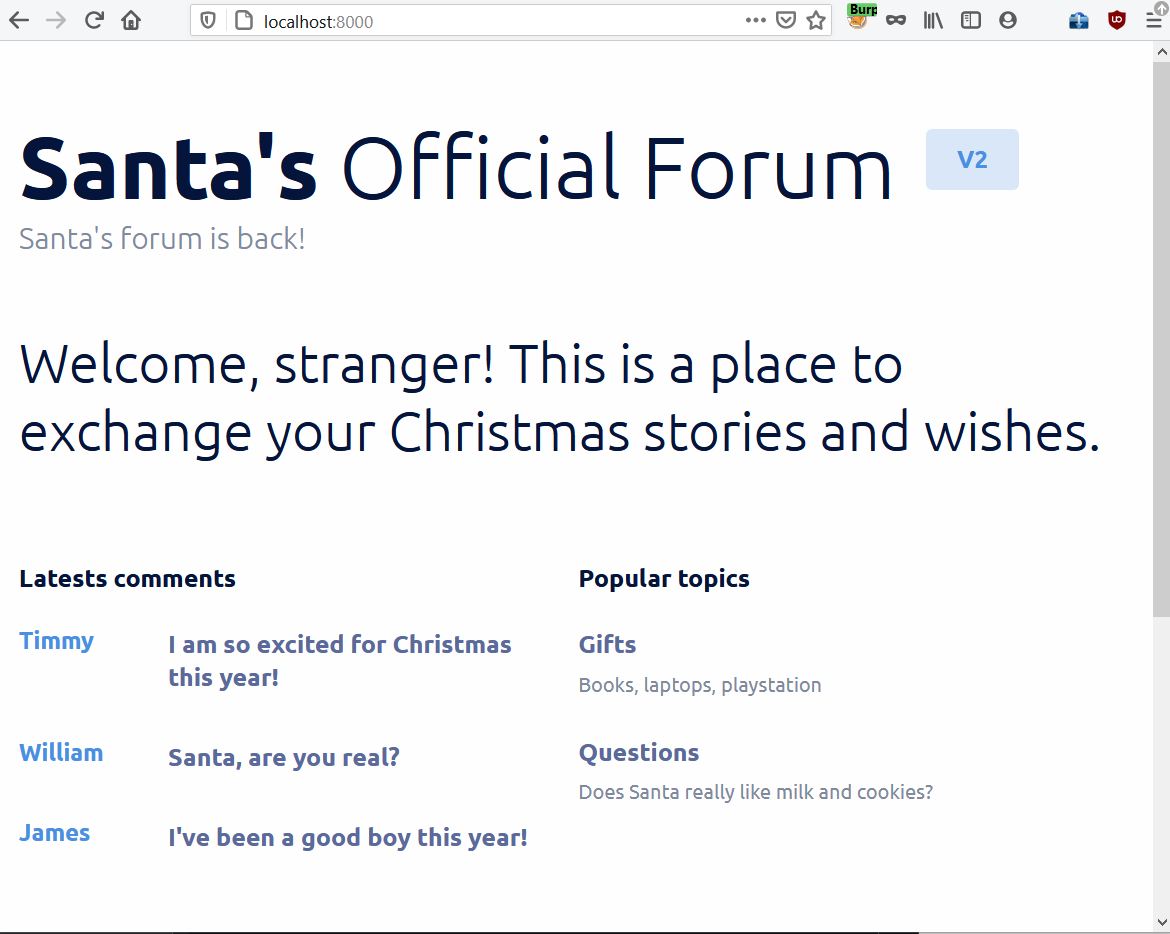 localhost:8000
Burp
Santa's Official Forum V2
Santa's forum is back!
Welcome, stranger! This is a place to
exchange your Christmas stories and wishes.
Latests comments
Timmy
I am so excited for Christmas
this year!
William
Santa, are you real?
James
I've been a good boy this year!
Popular topics
Gifts
Books, laptops, playstation
Questions
Does Santa really like milk and cookies?